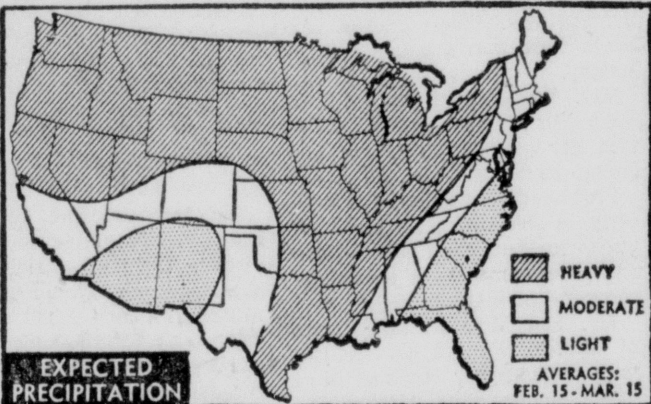 HEAVY
MODERATE
LIGHT
AVERAGES:
FEB. 15 - MAR. 15
EXPECTED
PRECIPITATION